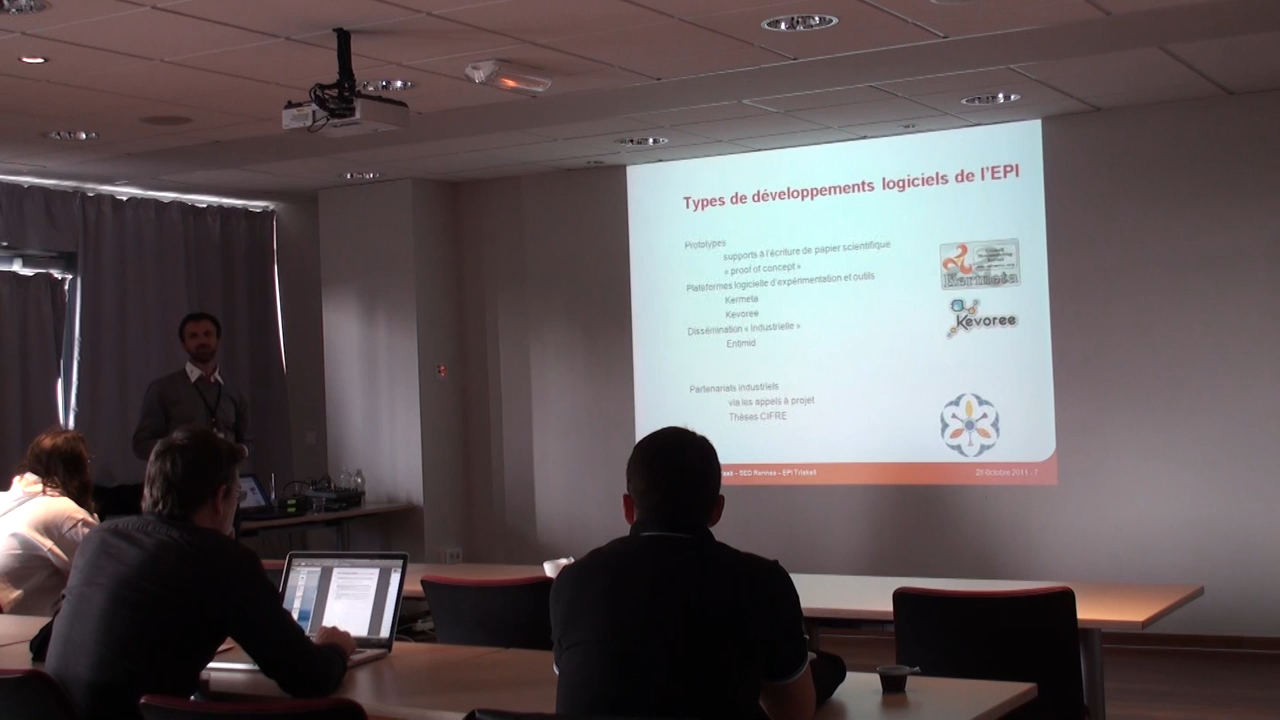 Types de développements logiciels de l'EPI
Prototypes
supports à l'écriture de papier scientifique
« proof of concept »
Plateformes logicielle d'expérimentation et outils
Kermeta
Kevoree
Dissémination « Industrielle »
Entimid
Partenariats industriels
via les appels à projet
Thèses CIFRE
Kermeta
Kevoree
– SED Rennes – EPI Triskell
21 Octobre 2011 - 7